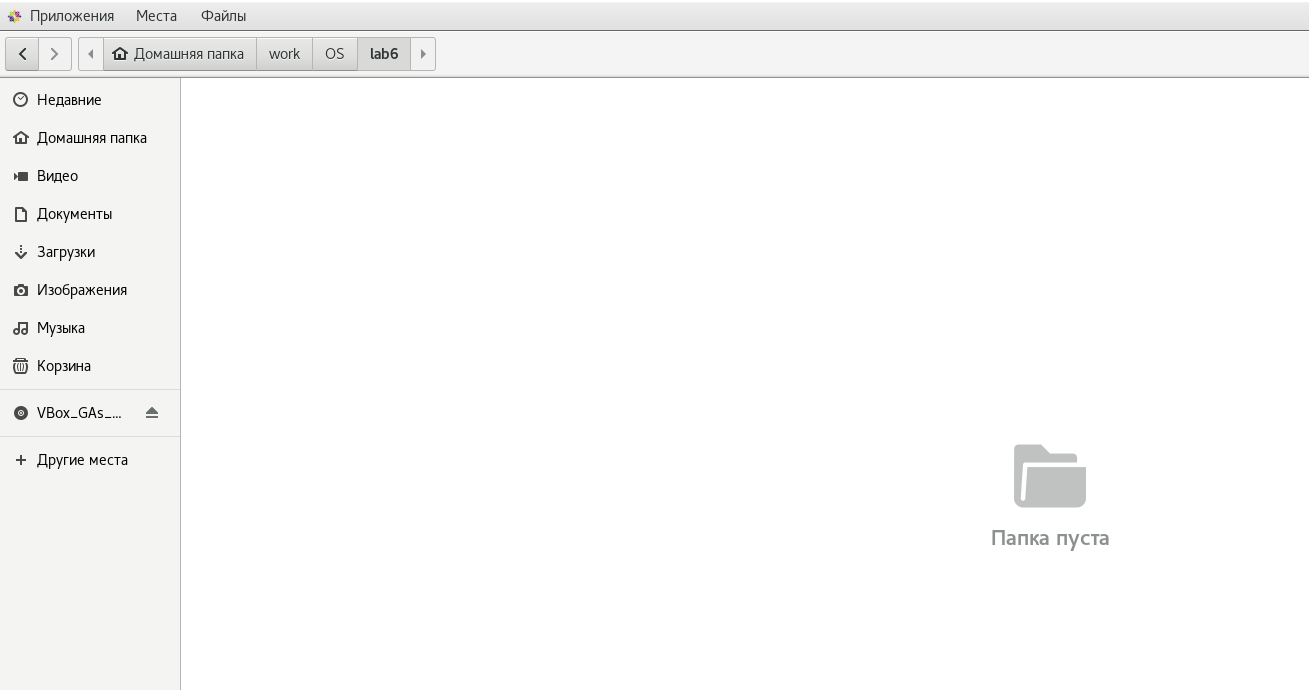 Приложения Места Файлы
Домашняя папка work OS lab6
Недавние
Домашняя папка
Видео
Документы
Загрузки
Изображения
Музыка
Корзина
VBox_GAs_...
Другие места
Папка пуста